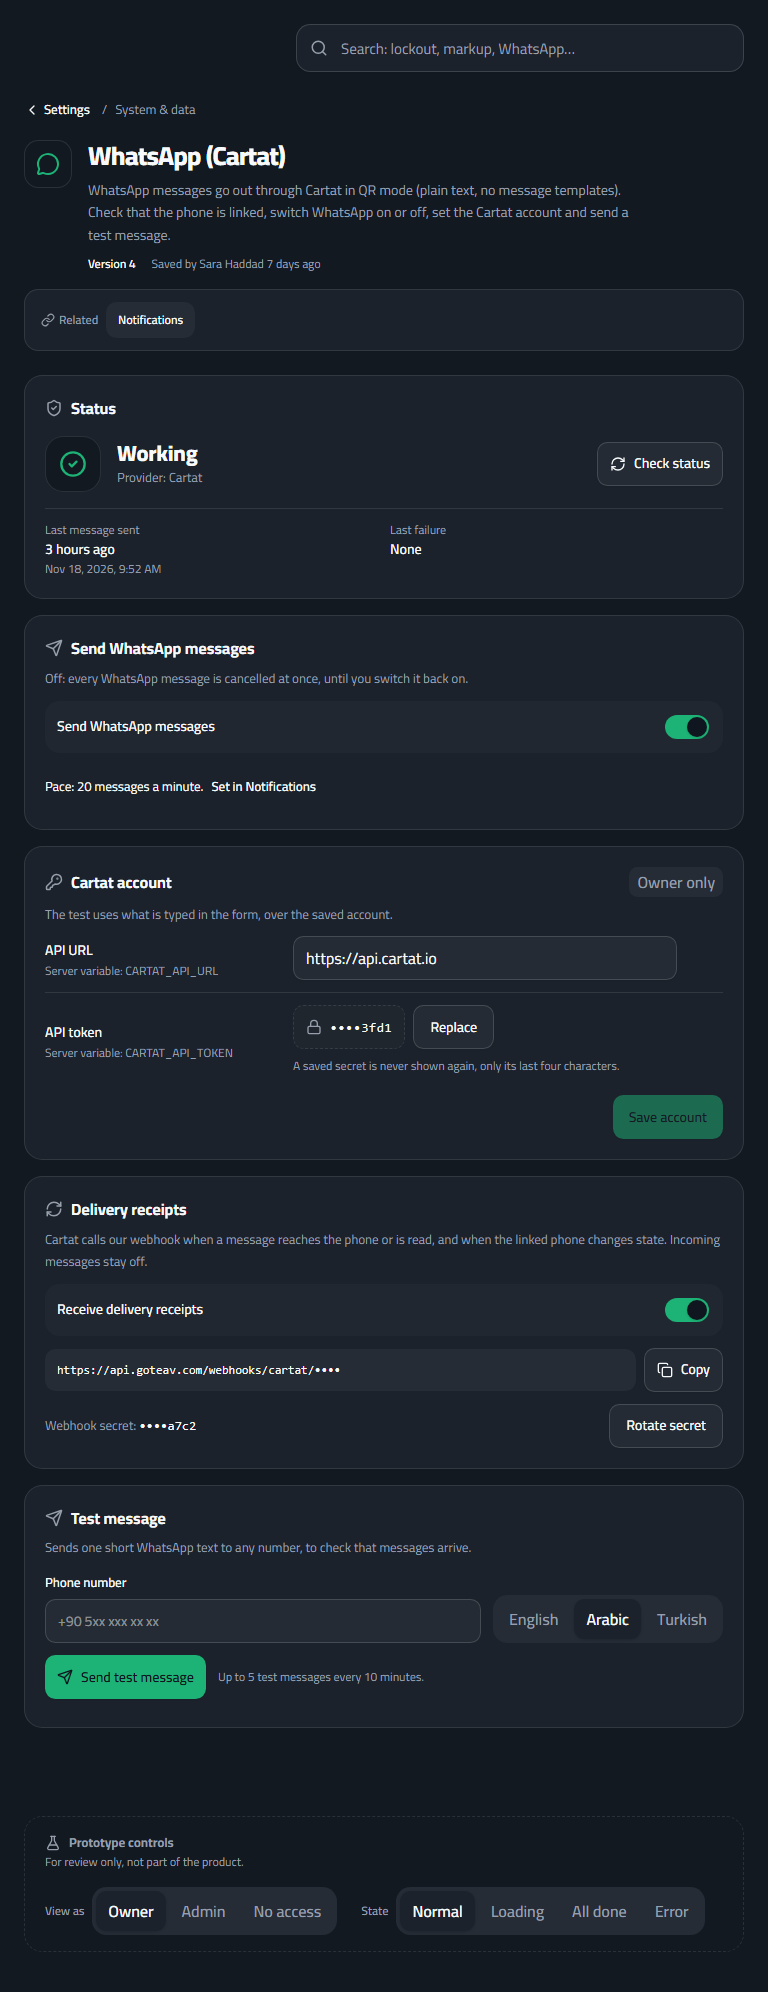 Search: lockout, markup, WhatsApp...
Settings / System & data
WhatsApp (Cartat)
WhatsApp messages go out through Cartat in QR mode (plain text, no message templates).
Check that the phone is linked, switch WhatsApp on or off, set the Cartat account and send a
test message.
Version 4 Saved by Sara Haddad 7 days ago
Related Notifications
Status
Working
Provider: Cartat
Check status
Last message sent
3 hours ago
Nov 18, 2026, 9:52 AM
Last failure
None
Send WhatsApp messages
Off: every WhatsApp message is cancelled at once, until you switch it back on.
Send WhatsApp messages
Pace: 20 messages a minute. Set in Notifications
Cartat account
Owner only
The test uses what is typed in the form, over the saved account.
API URL
Server variable: CARTAT_API_URL
https://api.cartat.io
API token
Server variable: CARTAT_API_TOKEN
••••3fd1
Replace
A saved secret is never shown again, only its last four characters.
Save account
Delivery receipts
Cartat calls our webhook when a message reaches the phone or is read, and when the linked phone changes state. Incoming
messages stay off.
Receive delivery receipts
https://api.goteav.com/webhooks/cartat/••••
Copy
Webhook secret: ••••a7c2
Rotate secret
Test message
Sends one short WhatsApp text to any number, to check that messages arrive.
Phone number
+90 5xx xxx xx xx
English Arabic Turkish
Send test message
Up to 5 test messages every 10 minutes.
Prototype controls
For review only, not part of the product.
View as Owner Admin No access
State Normal Loading All done Error